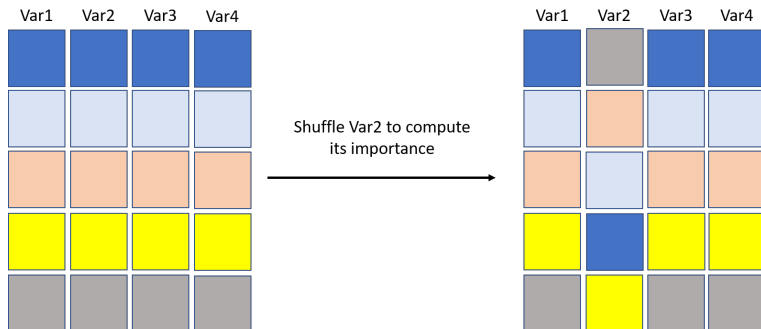 Var1 Var2 Var3 Var4
Var1 Var2 Var3 Var4
Shuffle Var2 to compute
its importance